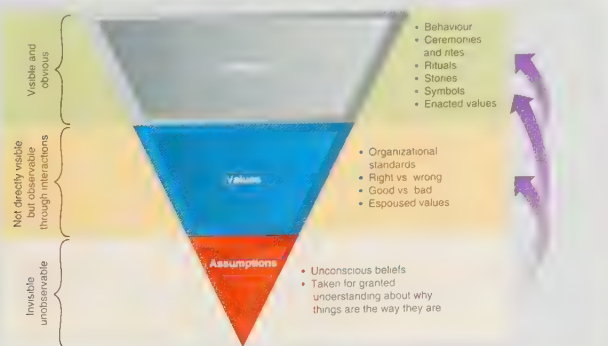 Visible and
obvious
• Behaviour
• Ceremonies
and rites
• Rituals
• Stories
• Symbols
• Enacted values
Not directly visible
but observable
through interactions
Values
• Organizational
standards
• Right vs wrong
• Good vs bad
• Espoused values
Invisible
unobservable
Assumptions
• Unconscious beliefs
• Taken for granted
understanding about why
things are the way they are